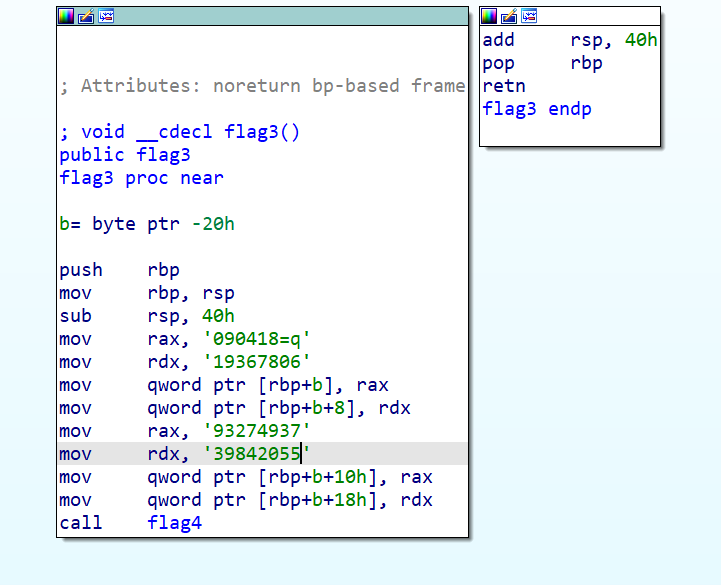 ; Attributes: noreturn bp-based frame
; void __cdecl flag3()
public flag3
flag3 proc near
b= byte ptr -20h
push rbp
mov rbp, rsp
sub rsp, 40h
mov rax, '090418=q'
mov rdx, '19367806'
mov qword ptr [rbp+b], rax
mov qword ptr [rbp+b+8], rdx
mov rax, '93274937'
mov rdx, '39842055'
mov qword ptr [rbp+b+10h], rax
mov qword ptr [rbp+b+18h], rdx
call flag4
add rsp, 40h
pop rbp
retn
flag3 endp